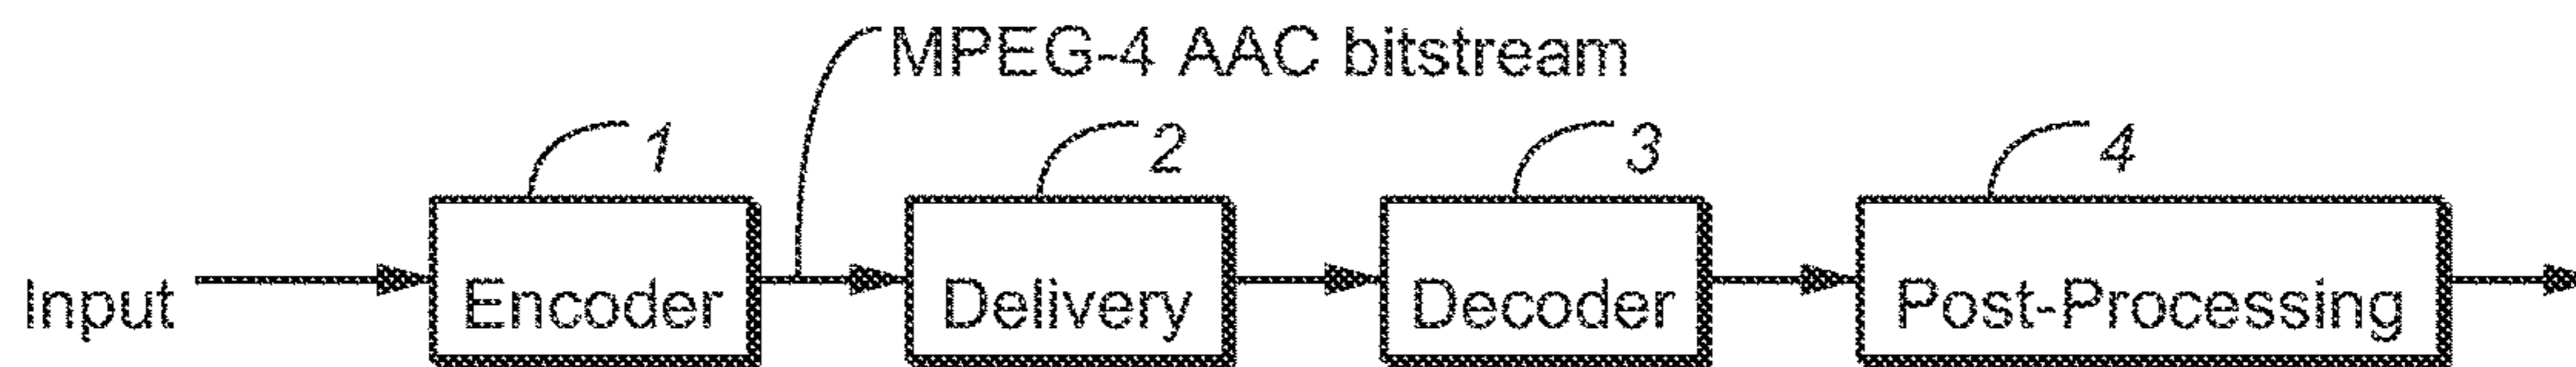 MPEG-4 AAC bitstream
1 2 3 4
Input Encoder Delivery Decoder Post-Processing